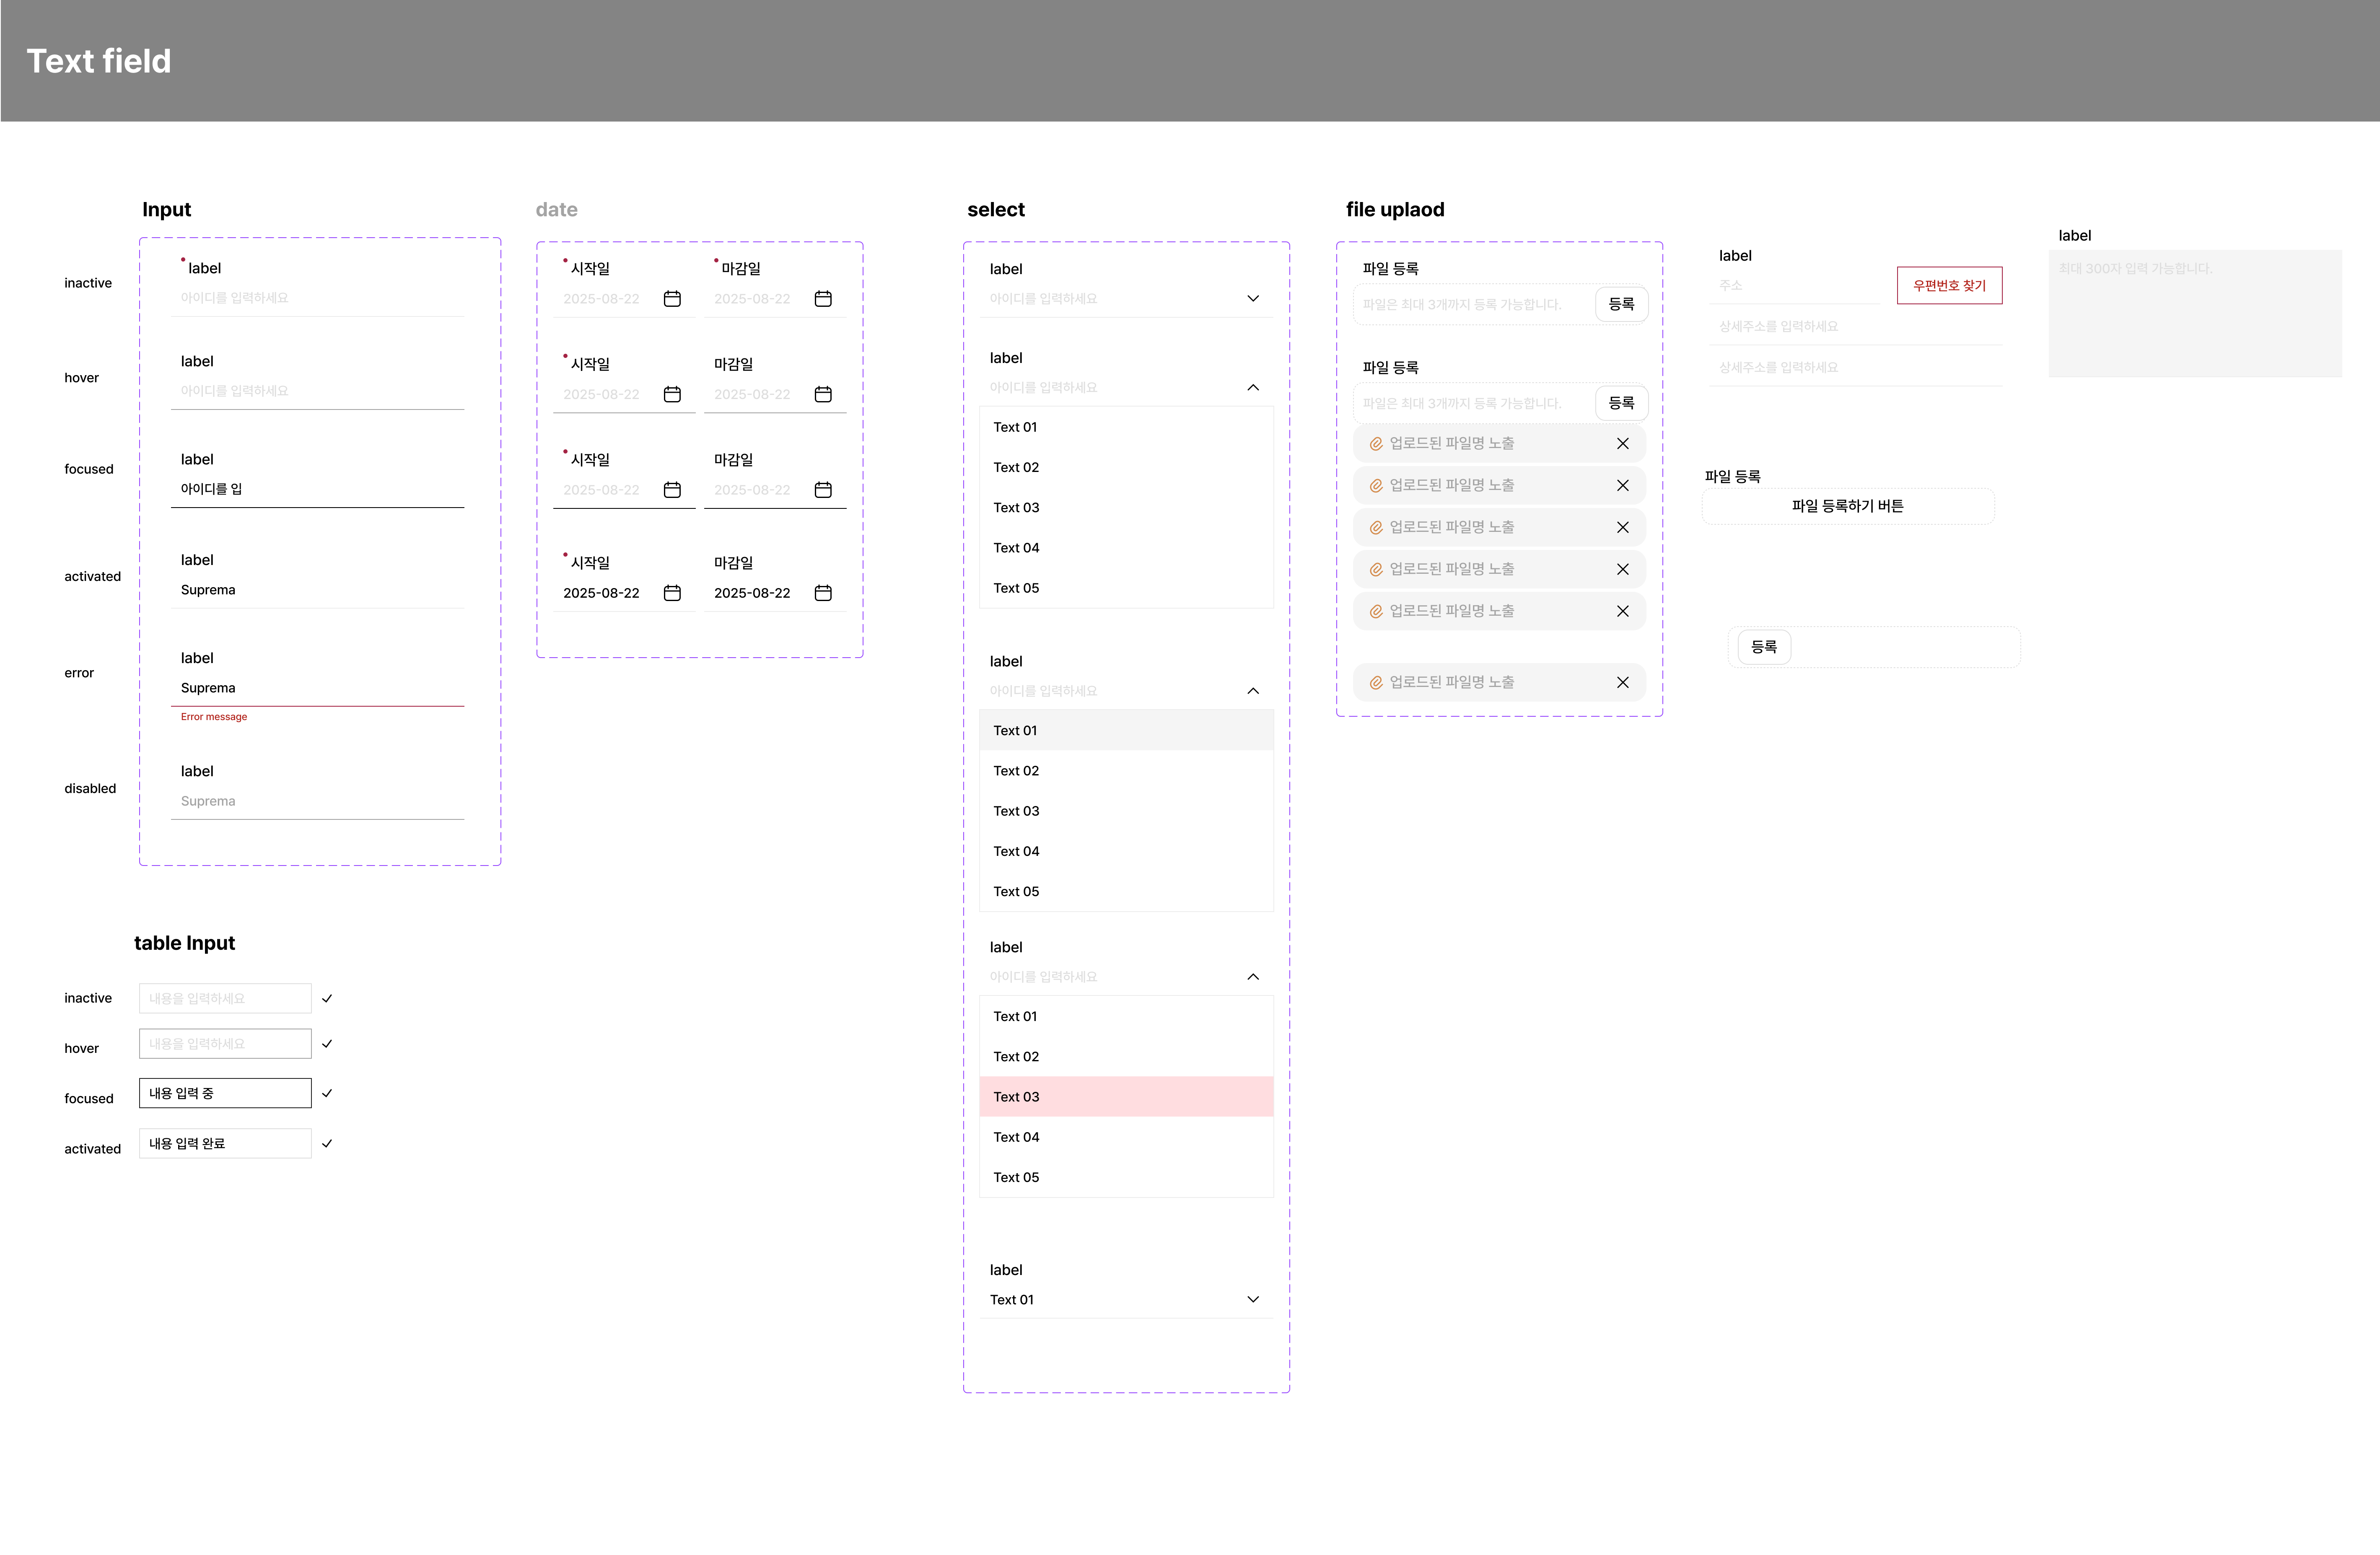 Text field
Input
inactive
label
아이디를 입력하세요
hover
label
아이디를 입력하세요
focused
label
아이디를 입
activated
label
Suprema
error
label
Suprema
Error message
disabled
label
Suprema
table Input
inactive
내용을 입력하세요
hover
내용을 입력하세요
focused
내용 입력 중
activated
내용 입력 완료
date
시작일 마감일
2025-08-22 2025-08-22
시작일 마감일
2025-08-22 2025-08-22
시작일 마감일
2025-08-22 2025-08-22
시작일 마감일
2025-08-22 2025-08-22
select
label
아이디를 입력하세요
label
아이디를 입력하세요
Text 01
Text 02
Text 03
Text 04
Text 05
label
아이디를 입력하세요
Text 01
Text 02
Text 03
Text 04
Text 05
label
아이디를 입력하세요
Text 01
Text 02
Text 03
Text 04
Text 05
label
Text 01
file uplaod
파일 등록
파일은 최대 3개까지 등록 가능합니다. 등록
파일 등록
파일은 최대 3개까지 등록 가능합니다. 등록
업로드된 파일명 노출
업로드된 파일명 노출
업로드된 파일명 노출
업로드된 파일명 노출
업로드된 파일명 노출
업로드된 파일명 노출
label
주소 우편번호 찾기
상세주소를 입력하세요
상세주소를 입력하세요
파일 등록
파일 등록하기 버튼
등록
label
최대 300자 입력 가능합니다.